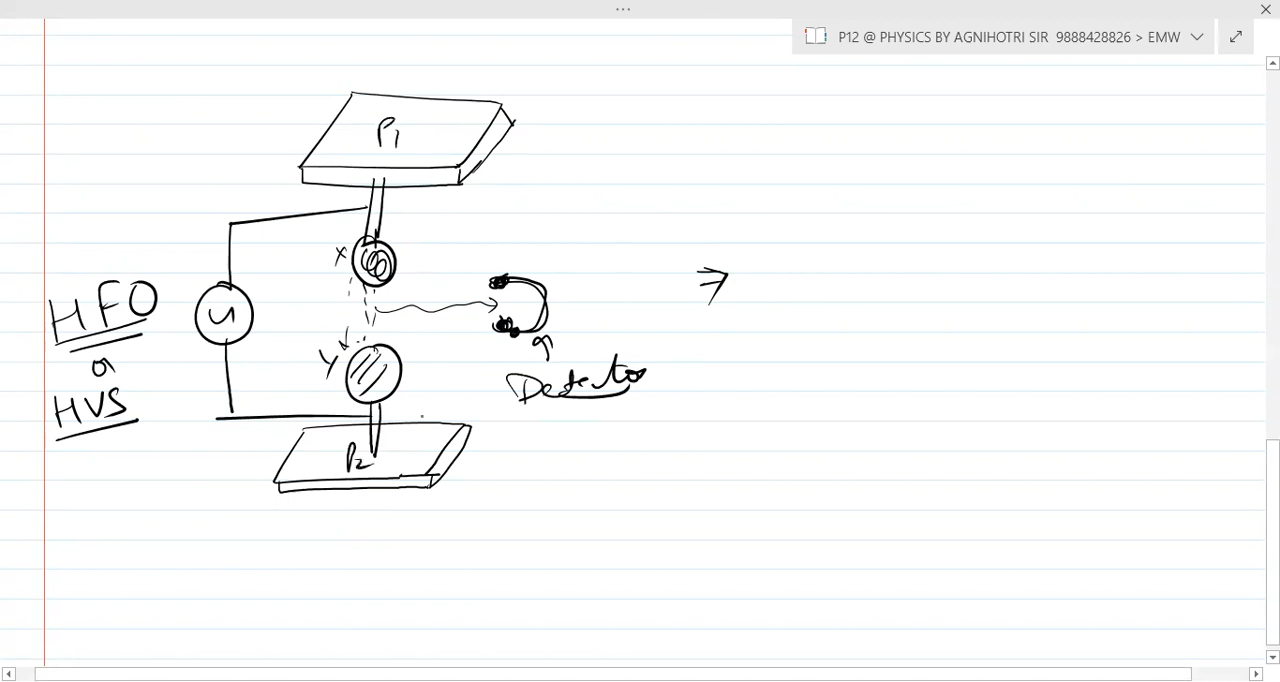 P12 @ PHYSICS BY AGNIHOTRI SIR 9888428826 > EMW
P1
X
HFO
or
HVS
Y
Detector
P2